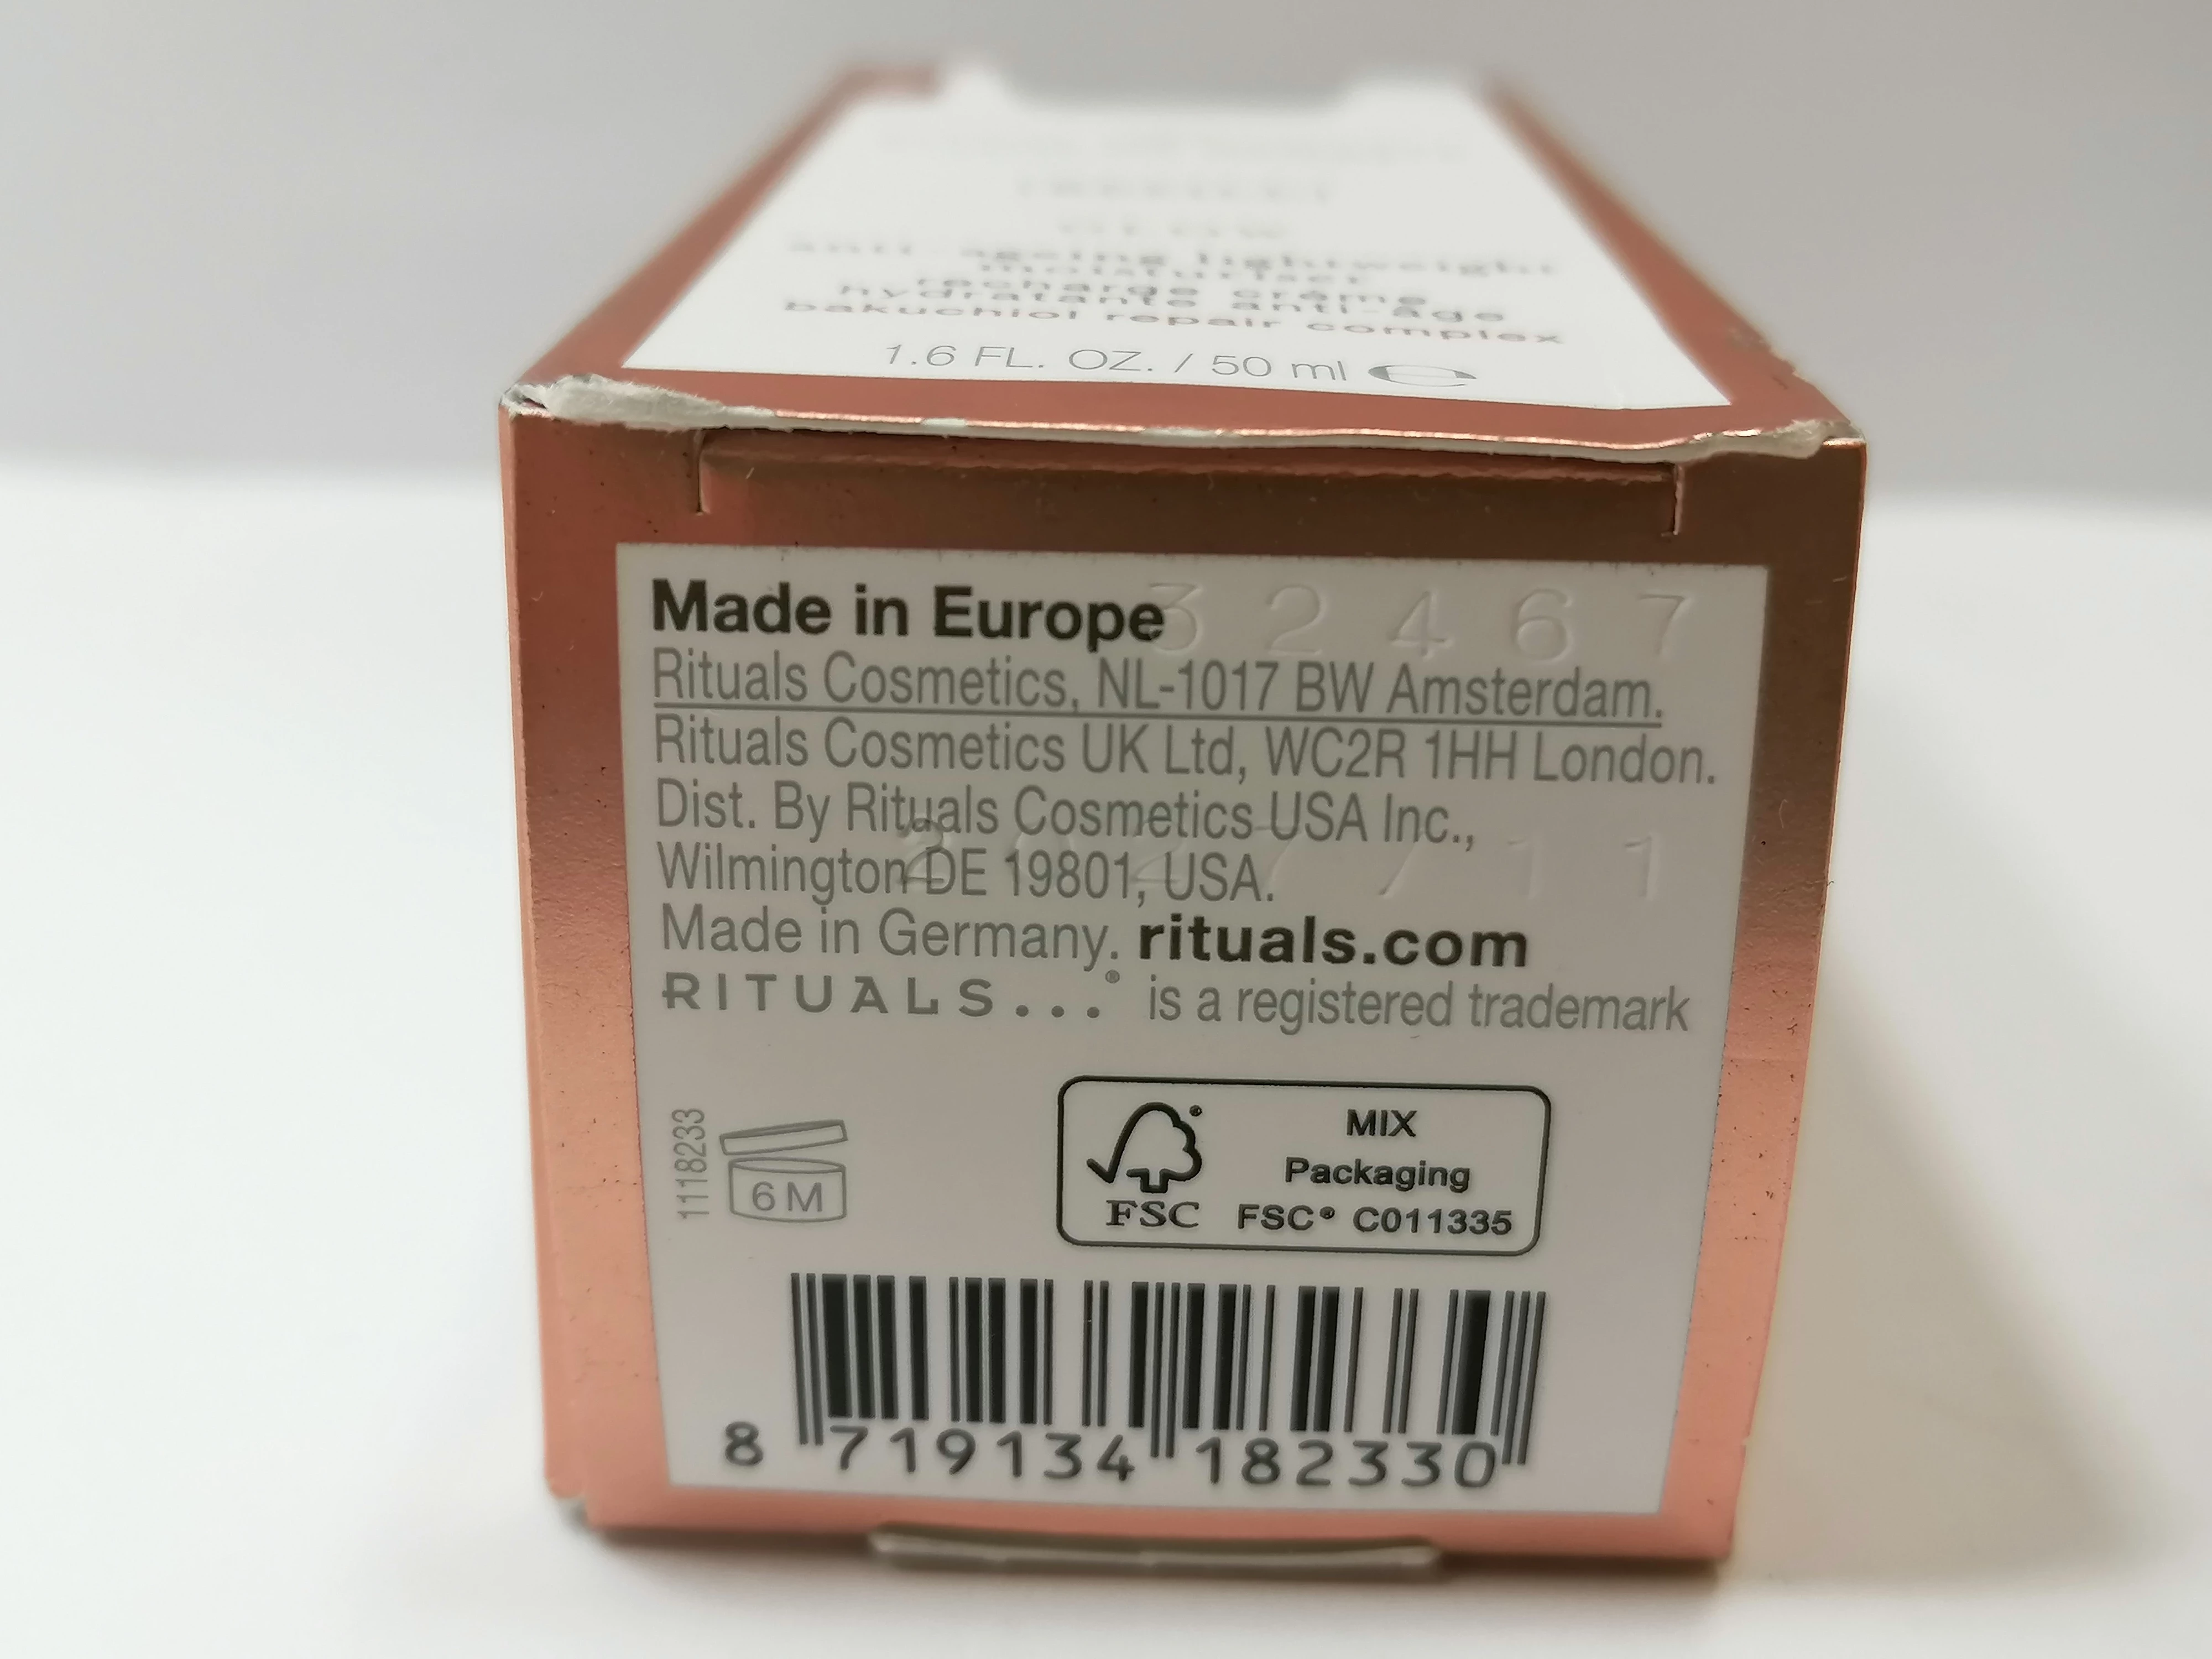 anti-ageing lightweight
moisturiser
recharge crème
hydratante anti-âge
bakuchiol repair complex
1.6 FL. OZ. / 50 ml ℮
32467
Made in Europe
Rituals Cosmetics, NL-1017 BW Amsterdam.
Rituals Cosmetics UK Ltd, WC2R 1HH London.
Dist. By Rituals Cosmetics USA Inc.,
Wilmington DE 19801, USA.
Made in Germany. rituals.com
RITUALS...® is a registered trademark
1118233
6 M
FSC
MIX
Packaging
FSC® C011335
8 719134 182330